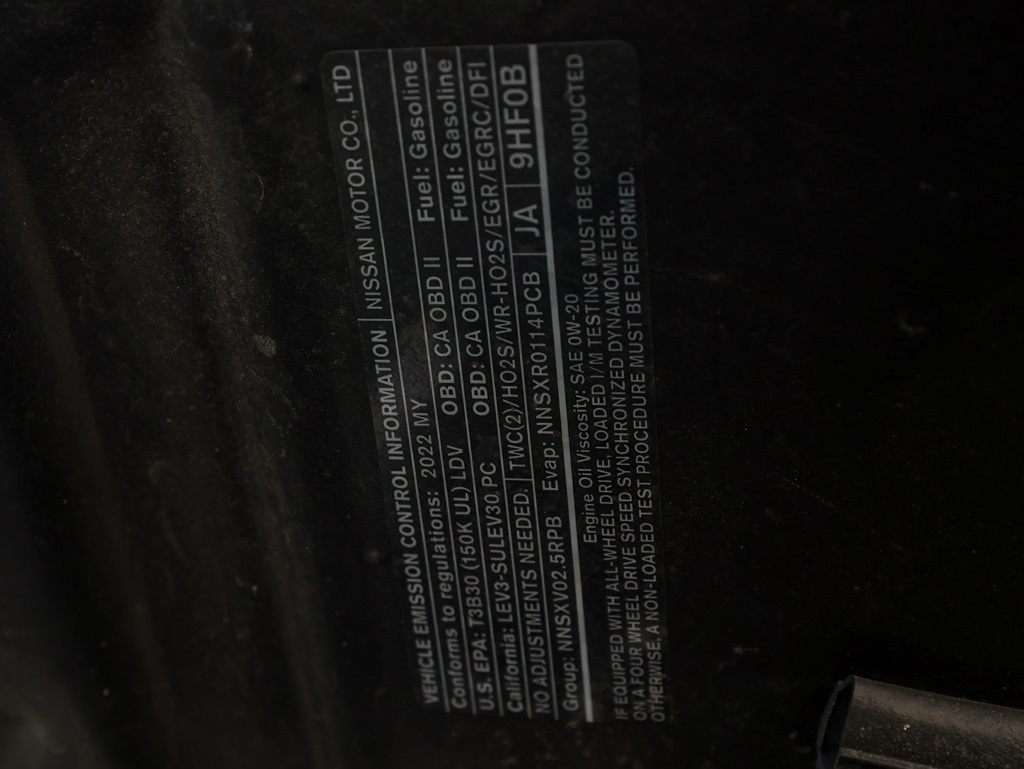 VEHICLE EMISSION CONTROL INFORMATION | NISSAN MOTOR CO., LTD
Conforms to regulations: 2022 MY Fuel: Gasoline
U.S. EPA: T3B30 (150K UL) LDV OBD: CA OBD II Fuel: Gasoline
California: LEV3-SULEV30 PC OBD: CA OBD II
NO ADJUSTMENTS NEEDED. | TWC(2)/HO2S/WR-HO2S/EGR/EGRC/DFI
Group: NNSXV02.5RPB Evap: NNSXR0114PCB | JA | 9HF0B
Engine Oil Viscosity: SAE 0W-20
IF EQUIPPED WITH ALL-WHEEL DRIVE, LOADED I/M TESTING MUST BE CONDUCTED
ON A FOUR WHEEL DRIVE SPEED SYNCHRONIZED DYNAMOMETER.
OTHERWISE, A NON-LOADED TEST PROCEDURE MUST BE PERFORMED.